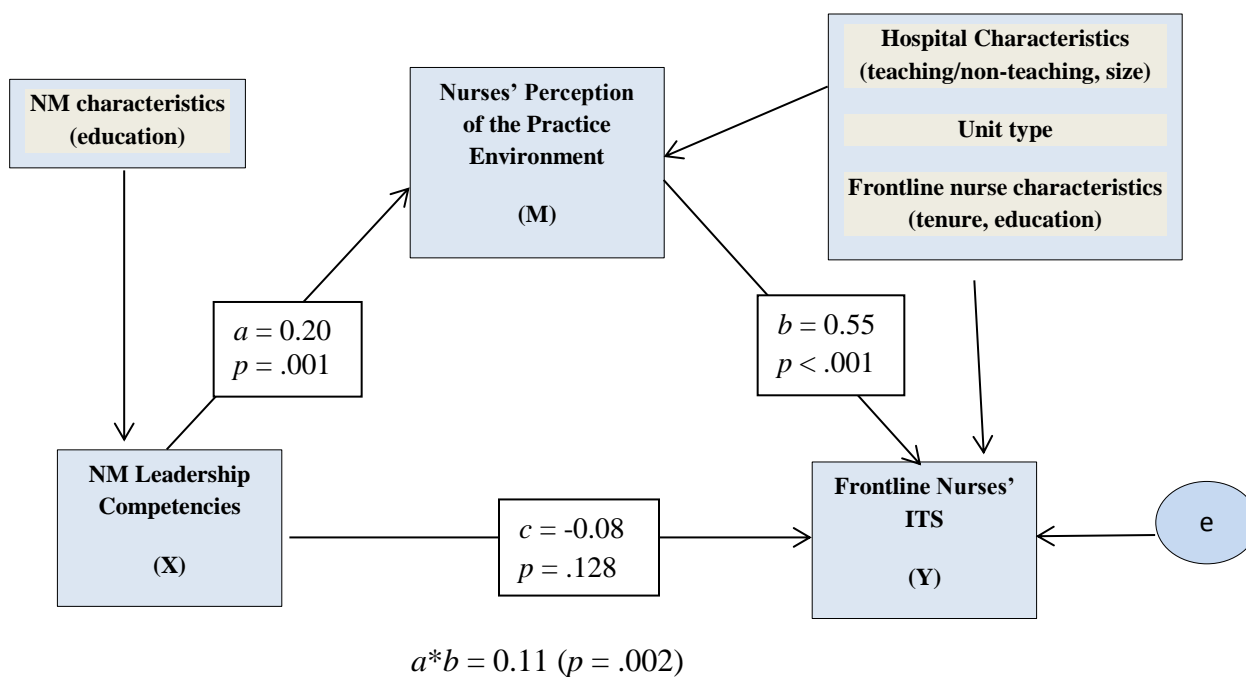 NM characteristics
(education)
Nurses’ Perception
of the Practice
Environment
(M)
Hospital Characteristics
(teaching/non-teaching, size)
Unit type
Frontline nurse characteristics
(tenure, education)
a = 0.20
p = .001
b = 0.55
p < .001
NM Leadership
Competencies
(X)
c = -0.08
p = .128
Frontline Nurses’
ITS
(Y)
e
a*b = 0.11 (p = .002)